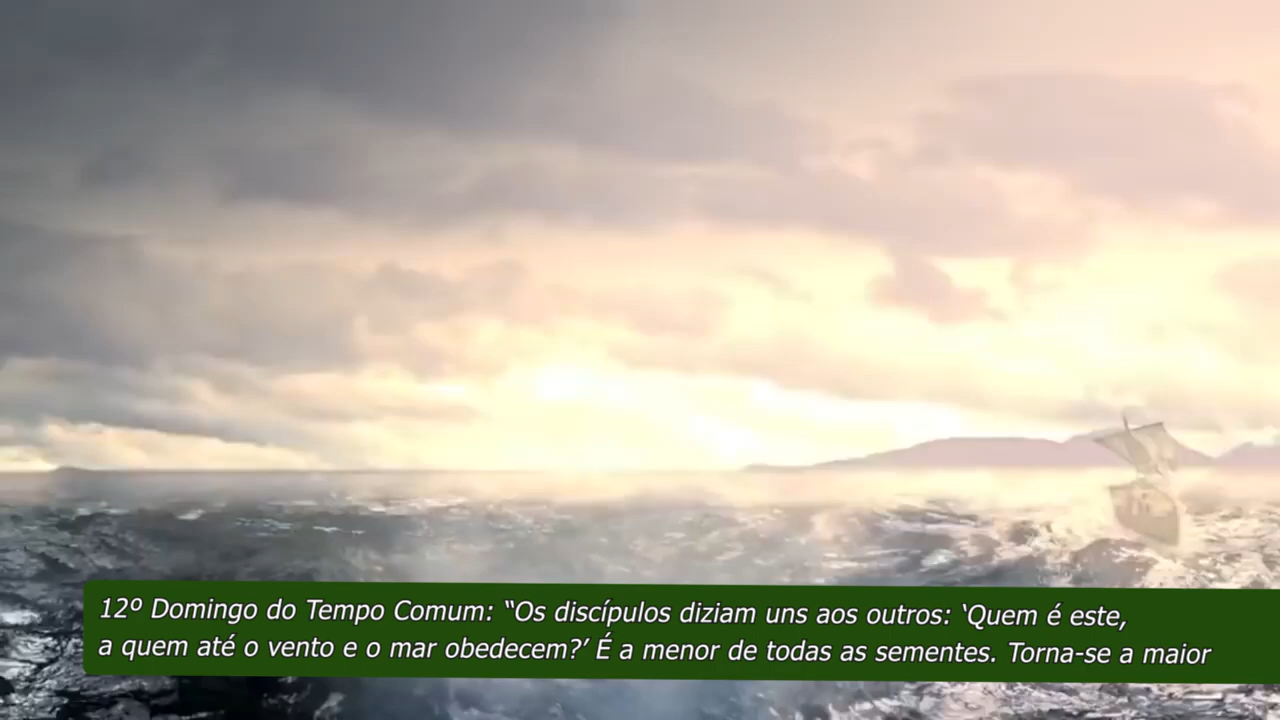 12º Domingo do Tempo Comum: “Os discípulos diziam uns aos outros: ‘Quem é este,
a quem até o vento e o mar obedecem?’ É a menor de todas as sementes. Torna-se a maior